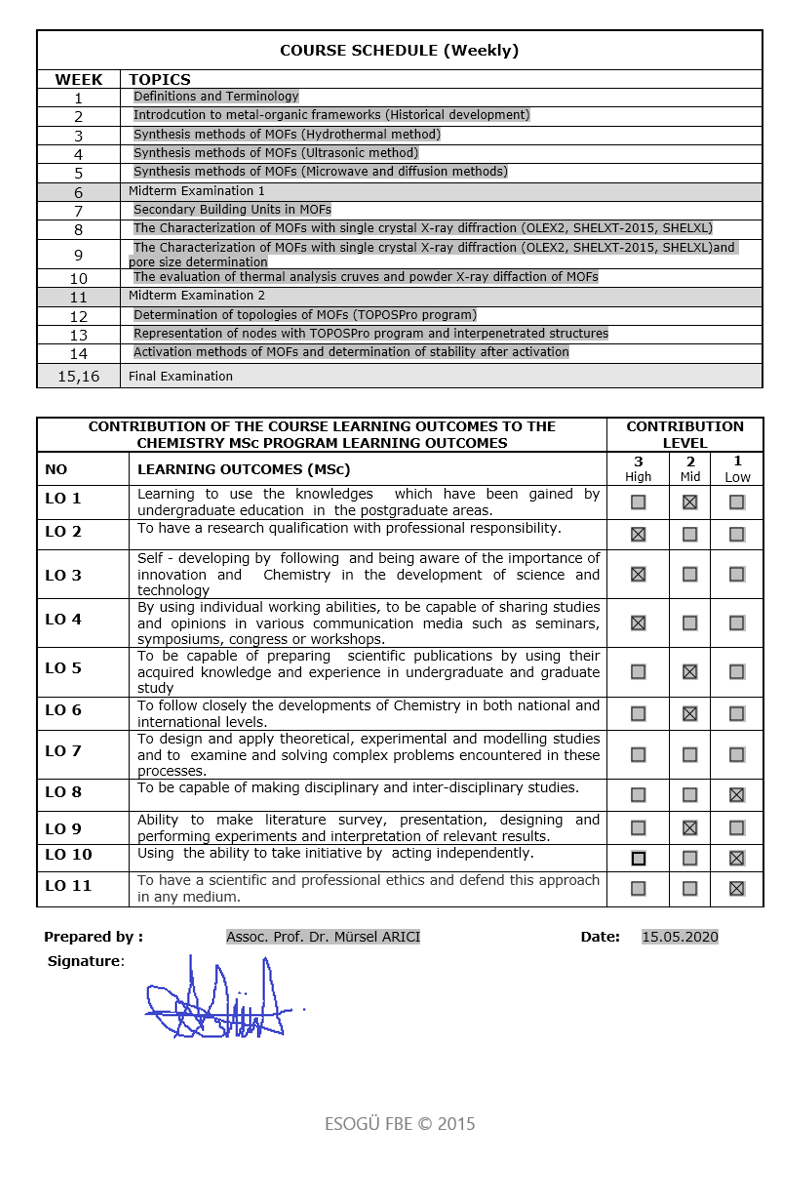 COURSE SCHEDULE (Weekly)
WEEK TOPICS
1 Definitions and Terminology
2 Introdcution to metal-organic frameworks (Historical development)
3 Synthesis methods of MOFs (Hydrothermal method)
4 Synthesis methods of MOFs (Ultrasonic method)
5 Synthesis methods of MOFs (Microwave and diffusion methods)
6 Midterm Examination 1
7 Secondary Building Units in MOFs
8 The Characterization of MOFs with single crystal X-ray diffraction (OLEX2, SHELXT-2015, SHELXL)
9 The Characterization of MOFs with single crystal X-ray diffraction (OLEX2, SHELXT-2015, SHELXL)and
pore size determination
10 The evaluation of thermal analysis cruves and powder X-ray diffaction of MOFs
11 Midterm Examination 2
12 Determination of topologies of MOFs (TOPOSPro program)
13 Representation of nodes with TOPOSPro program and interpenetrated structures
14 Activation methods of MOFs and determination of stability after activation
15,16 Final Examination
CONTRIBUTION OF THE COURSE LEARNING OUTCOMES TO THE
CHEMISTRY MSc PROGRAM LEARNING OUTCOMES
CONTRIBUTION
LEVEL
NO LEARNING OUTCOMES (MSc)
3 2 1
High Mid Low
LO 1 Learning to use the knowledges which have been gained by
undergraduate education in the postgraduate areas.
LO 2 To have a research qualification with professional responsibility.
LO 3 Self - developing by following and being aware of the importance of
innovation and Chemistry in the development of science and
technology
LO 4 By using individual working abilities, to be capable of sharing studies
and opinions in various communication media such as seminars,
symposiums, congress or workshops.
LO 5 To be capable of preparing scientific publications by using their
acquired knowledge and experience in undergraduate and graduate
study
LO 6 To follow closely the developments of Chemistry in both national and
international levels.
LO 7 To design and apply theoretical, experimental and modelling studies
and to examine and solving complex problems encountered in these
processes.
LO 8 To be capable of making disciplinary and inter-disciplinary studies.
LO 9 Ability to make literature survey, presentation, designing and
performing experiments and interpretation of relevant results.
LO 10 Using the ability to take initiative by acting independently.
LO 11 To have a scientific and professional ethics and defend this approach
in any medium.
Prepared by : Assoc. Prof. Dr. Mürsel ARICI Date: 15.05.2020
Signature:
ESOGÜ FBE © 2015